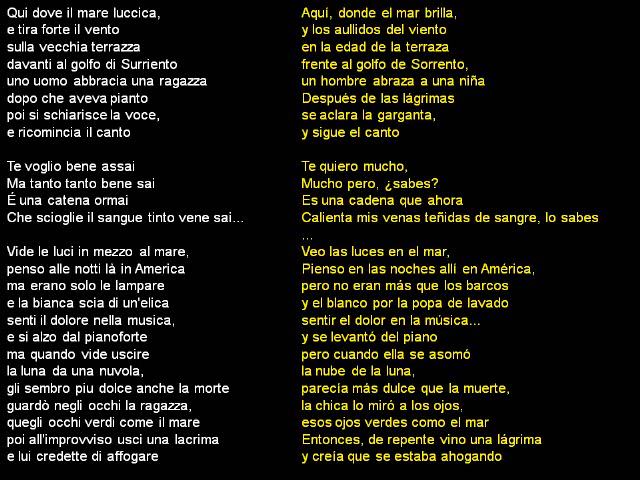 Qui dove il mare luccica,
e tira forte il vento
sulla vecchia terrazza
davanti al golfo di Surriento
uno uomo abbracia una ragazza
dopo che aveva pianto
poi si schiarisce la voce,
e ricomincia il canto
Te voglio bene assai
Ma tanto tanto bene sai
É una catena ormai
Che scioglie il sangue tinto vene sai...
Vide le luci in mezzo al mare,
penso alle notti là in America
ma erano solo le lampare
e la bianca scia di un'elica
senti il dolore nella musica,
e si alzo dal pianoforte
ma quando vide uscire
la luna da una nuvola,
gli sembro piu dolce anche la morte
guardò negli occhi la ragazza,
quegli occhi verdi come il mare
poi all'improvviso usci una lacrima
e lui credette di affogare
Aquí, donde el mar brilla,
y los aullidos del viento
en la edad de la terraza
frente al golfo de Sorrento,
un hombre abraza a una niña
Después de las lágrimas
se aclara la garganta,
y sigue el canto
Te quiero mucho,
Mucho pero, ¿sabes?
Es una cadena que ahora
Calienta mis venas teñidas de sangre, lo sabes
...
Veo las luces en el mar,
Pienso en las noches allí en América,
pero no eran más que los barcos
y el blanco por la popa de lavado
sentir el dolor en la música...
y se levantó del piano
pero cuando ella se asomó
la nube de la luna,
parecía más dulce que la muerte,
la chica lo miró a los ojos,
esos ojos verdes como el mar
Entonces, de repente vino una lágrima
y creía que se estaba ahogando